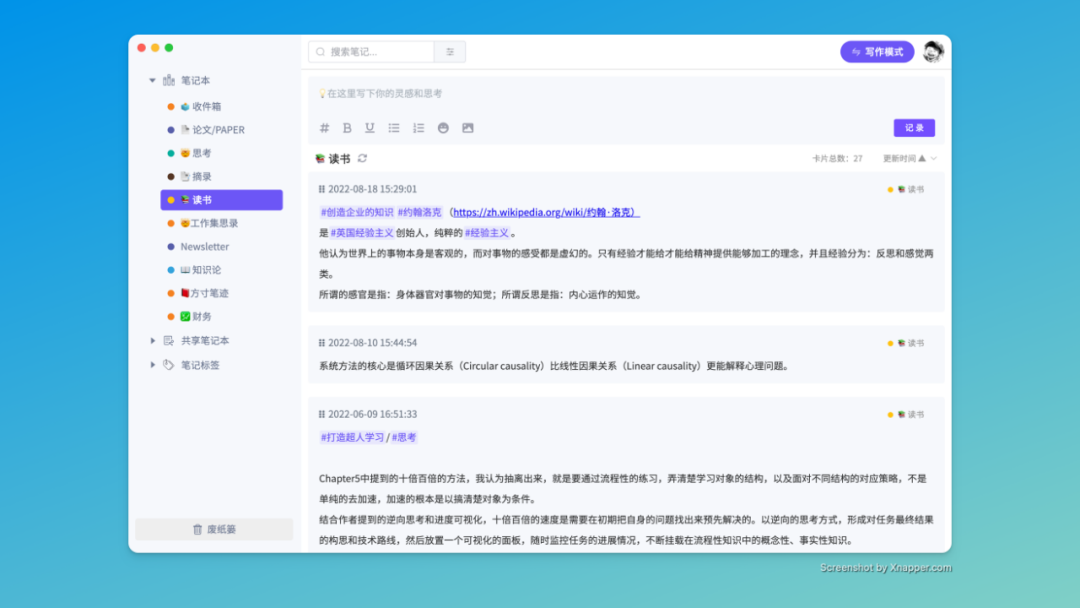 搜索笔记...
写作模式
笔记本
收件箱
论文/PAPER
思考
摘录
读书
工作集思录
Newsletter
知识论
方寸笔迹
财务
共享笔记本
笔记标签
废纸篓
在这里写下你的灵感和思考
# B U
记 录
读书
卡片总数：27 更新时间
2022-08-18 15:29:01 读书
#创造企业的知识 #约翰洛克 （https://zh.wikipedia.org/wiki/约翰·洛克）
是 #英国经验主义 创始人，纯粹的 #经验主义 。
他认为世界上的事物本身是客观的，而对事物的感受都是虚幻的。只有经验才能给才能给精神提供能够加工的理念，并且经验分为：反思和感觉两
类。
所谓的感官是指：身体器官对事物的知觉；所谓反思是指：内心运作的知觉。
2022-08-10 15:44:54 读书
系统方法的核心是循环因果关系（Circular causality）比线性因果关系（Linear causality）更能解释心理问题。
2022-06-09 16:51:33 读书
#打造超人学习 / #思考
Chapter5中提到的十倍百倍的方法，我认为抽离出来，就是要通过流程性的练习，弄清楚学习对象的结构，以及面对不同结构的对应策略，不是
单纯的去加速，加速的根本是以搞清楚对象为条件。
结合作者提到的逆向思考和进度可视化，十倍百倍的速度是需要在初期把自身的问题找出来预先解决的。以逆向的思考方式，形成对任务最终结果
的构思和技术路线，然后放置一个可视化的面板，随时监控任务的进展情况，不断挂载在流程性知识中的概念性、事实性知识。
Screenshot by Xnapper.com